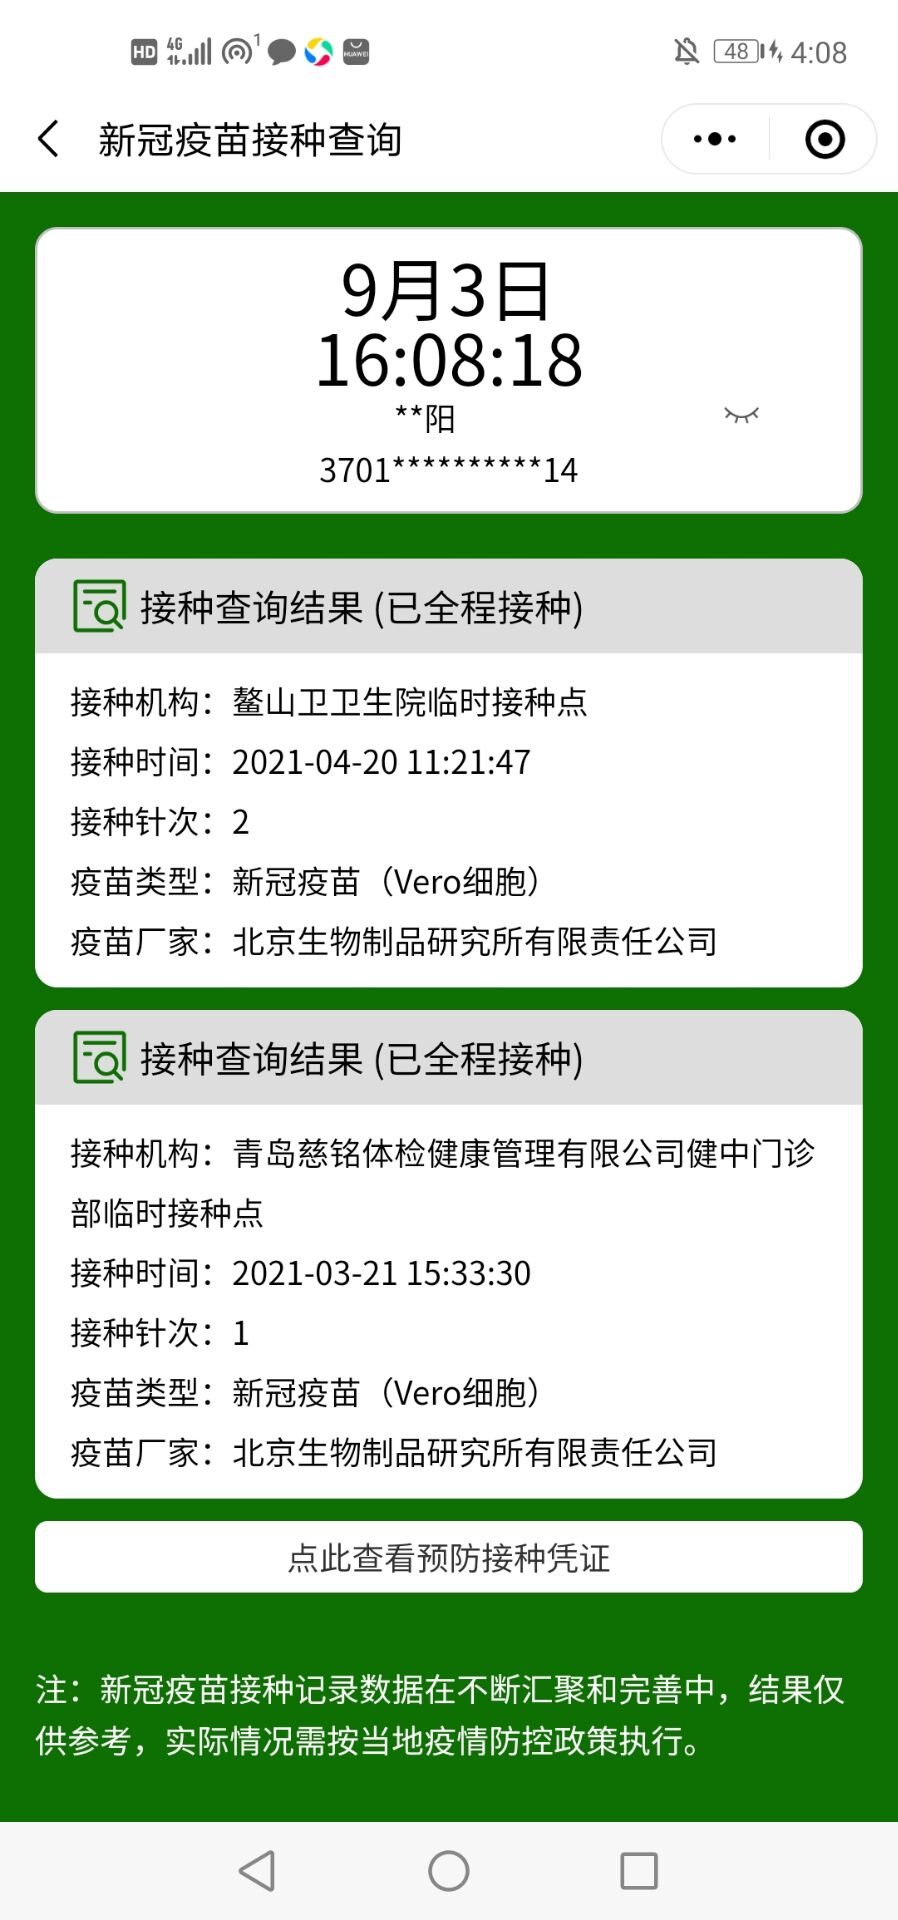 HD 4G 1 HUAWEI 48 4:08
新冠疫苗接种查询
9月3日
16:08:18
**阳
3701**********14
接种查询结果 (已全程接种)
接种机构：鳌山卫卫生院临时接种点
接种时间：2021-04-20 11:21:47
接种针次：2
疫苗类型：新冠疫苗（Vero细胞）
疫苗厂家：北京生物制品研究所有限责任公司
接种查询结果 (已全程接种)
接种机构：青岛慈铭体检健康管理有限公司健中门诊
部临时接种点
接种时间：2021-03-21 15:33:30
接种针次：1
疫苗类型：新冠疫苗（Vero细胞）
疫苗厂家：北京生物制品研究所有限责任公司
点此查看预防接种凭证
注：新冠疫苗接种记录数据在不断汇聚和完善中，结果仅
供参考，实际情况需按当地疫情防控政策执行。